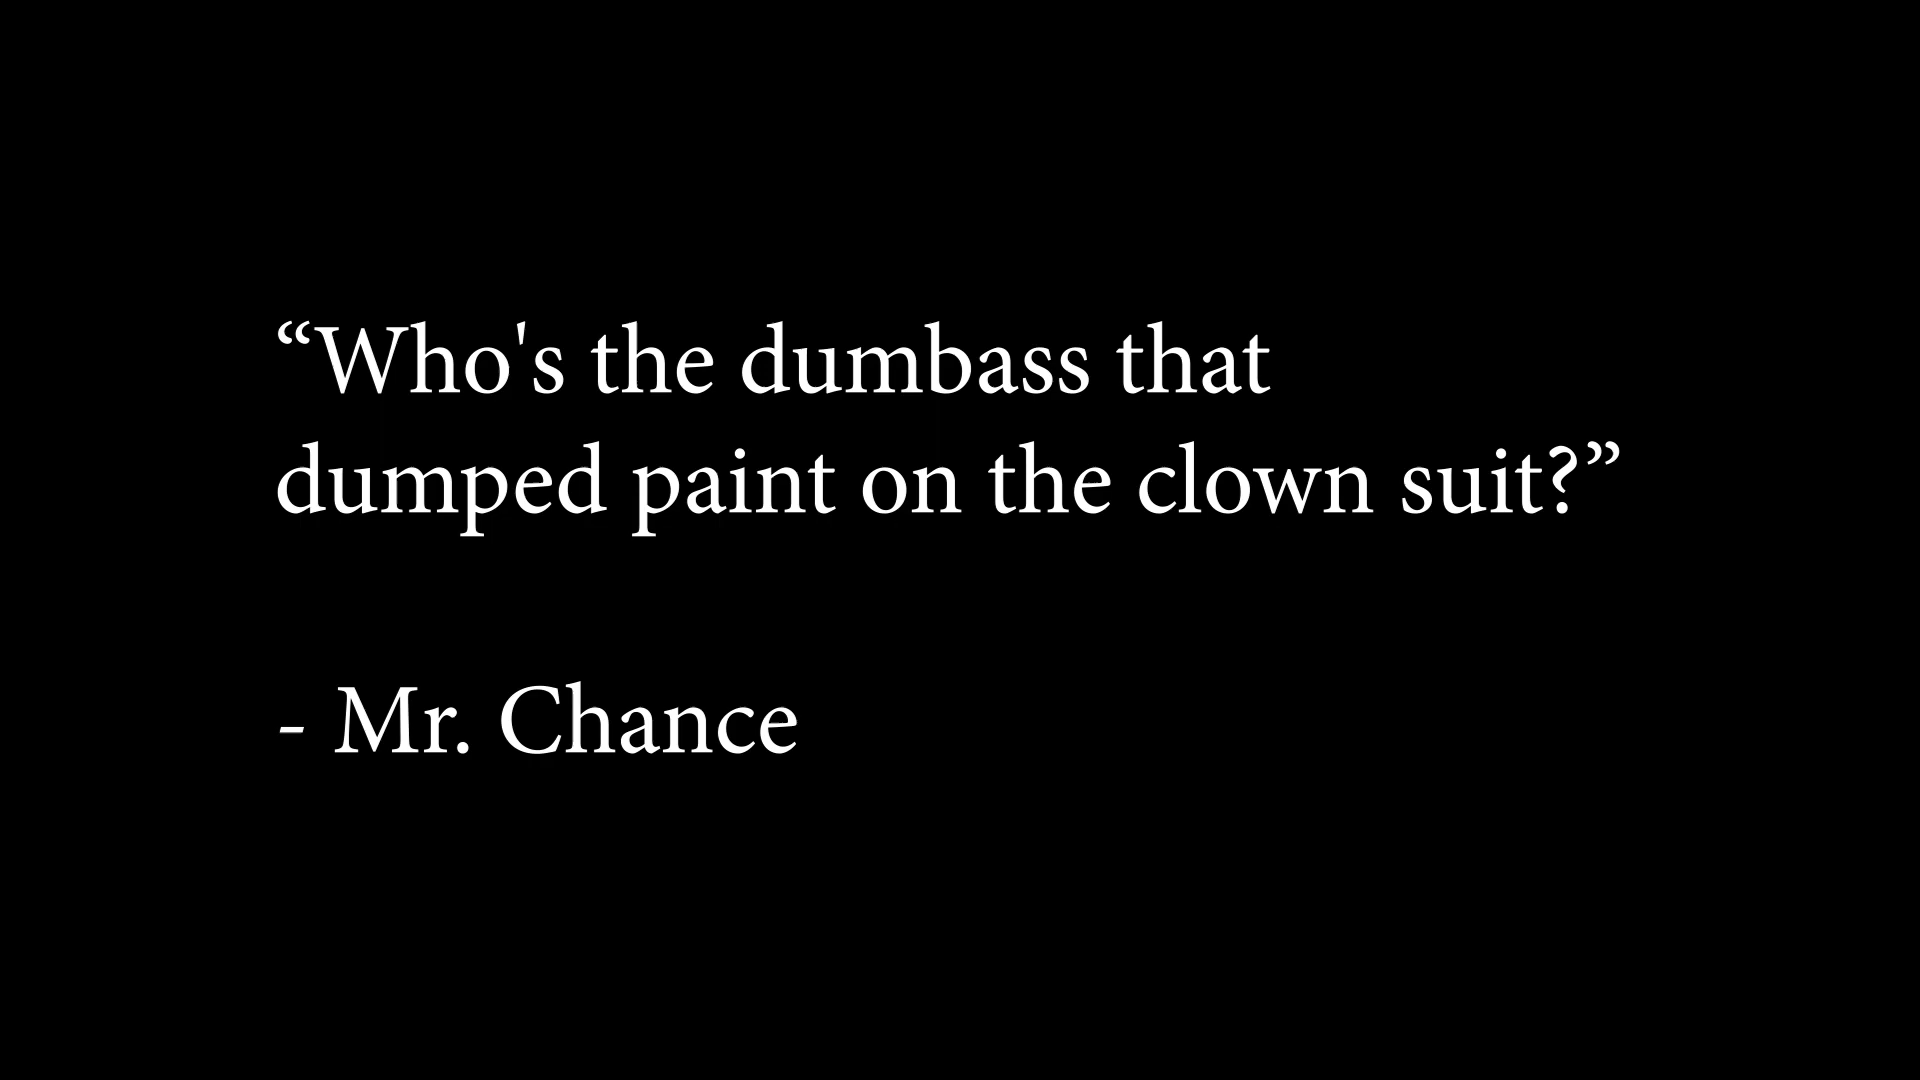 “Who's the dumbass that
dumped paint on the clown suit?”
- Mr. Chance